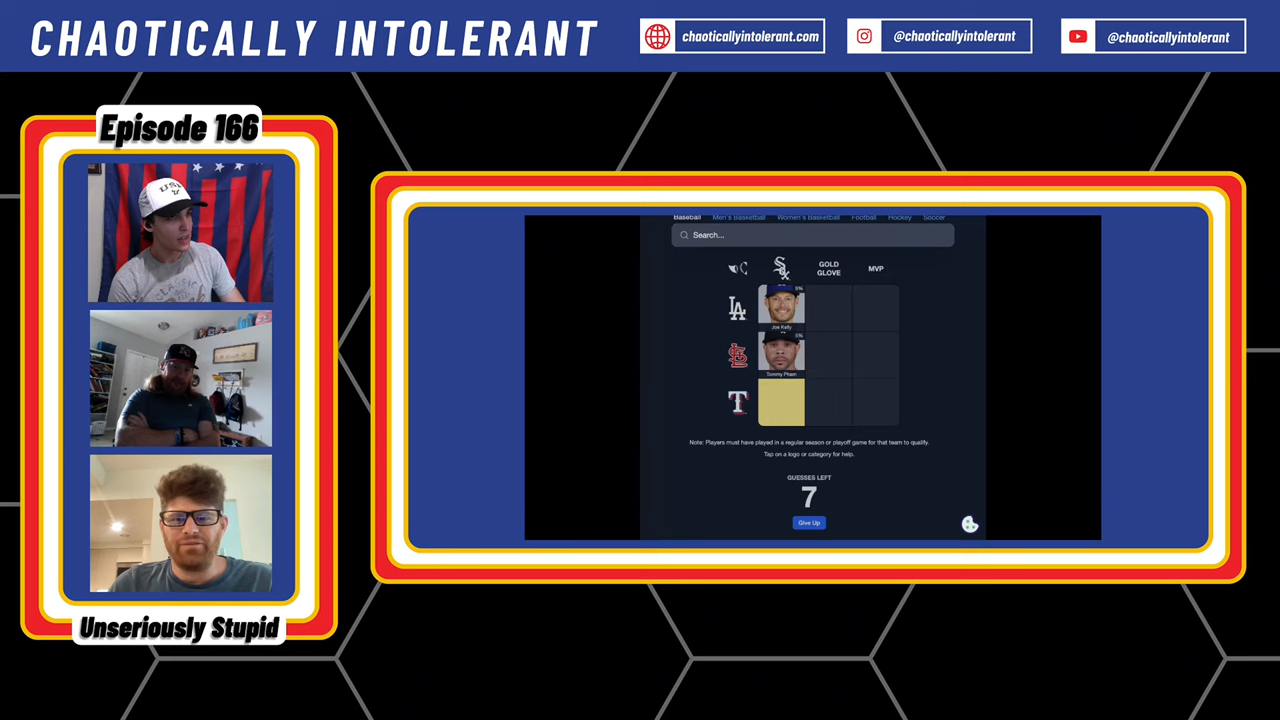 CHAOTICALLY INTOLERANT
chaoticallyintolerant.com
@chaoticallyintolerant
@chaoticallyintolerant
Episode 166
Unseriously Stupid
Baseball Men's Basketball Women's Basketball Football Hockey Soccer
Search...
GOLD GLOVE
MVP
LA
Joe Kelly
Tommy Pham
T
Note: Players must have played in a regular season or playoff game for that team to qualify.
Tap on a logo or category for help.
GUESSES LEFT
7
Give Up